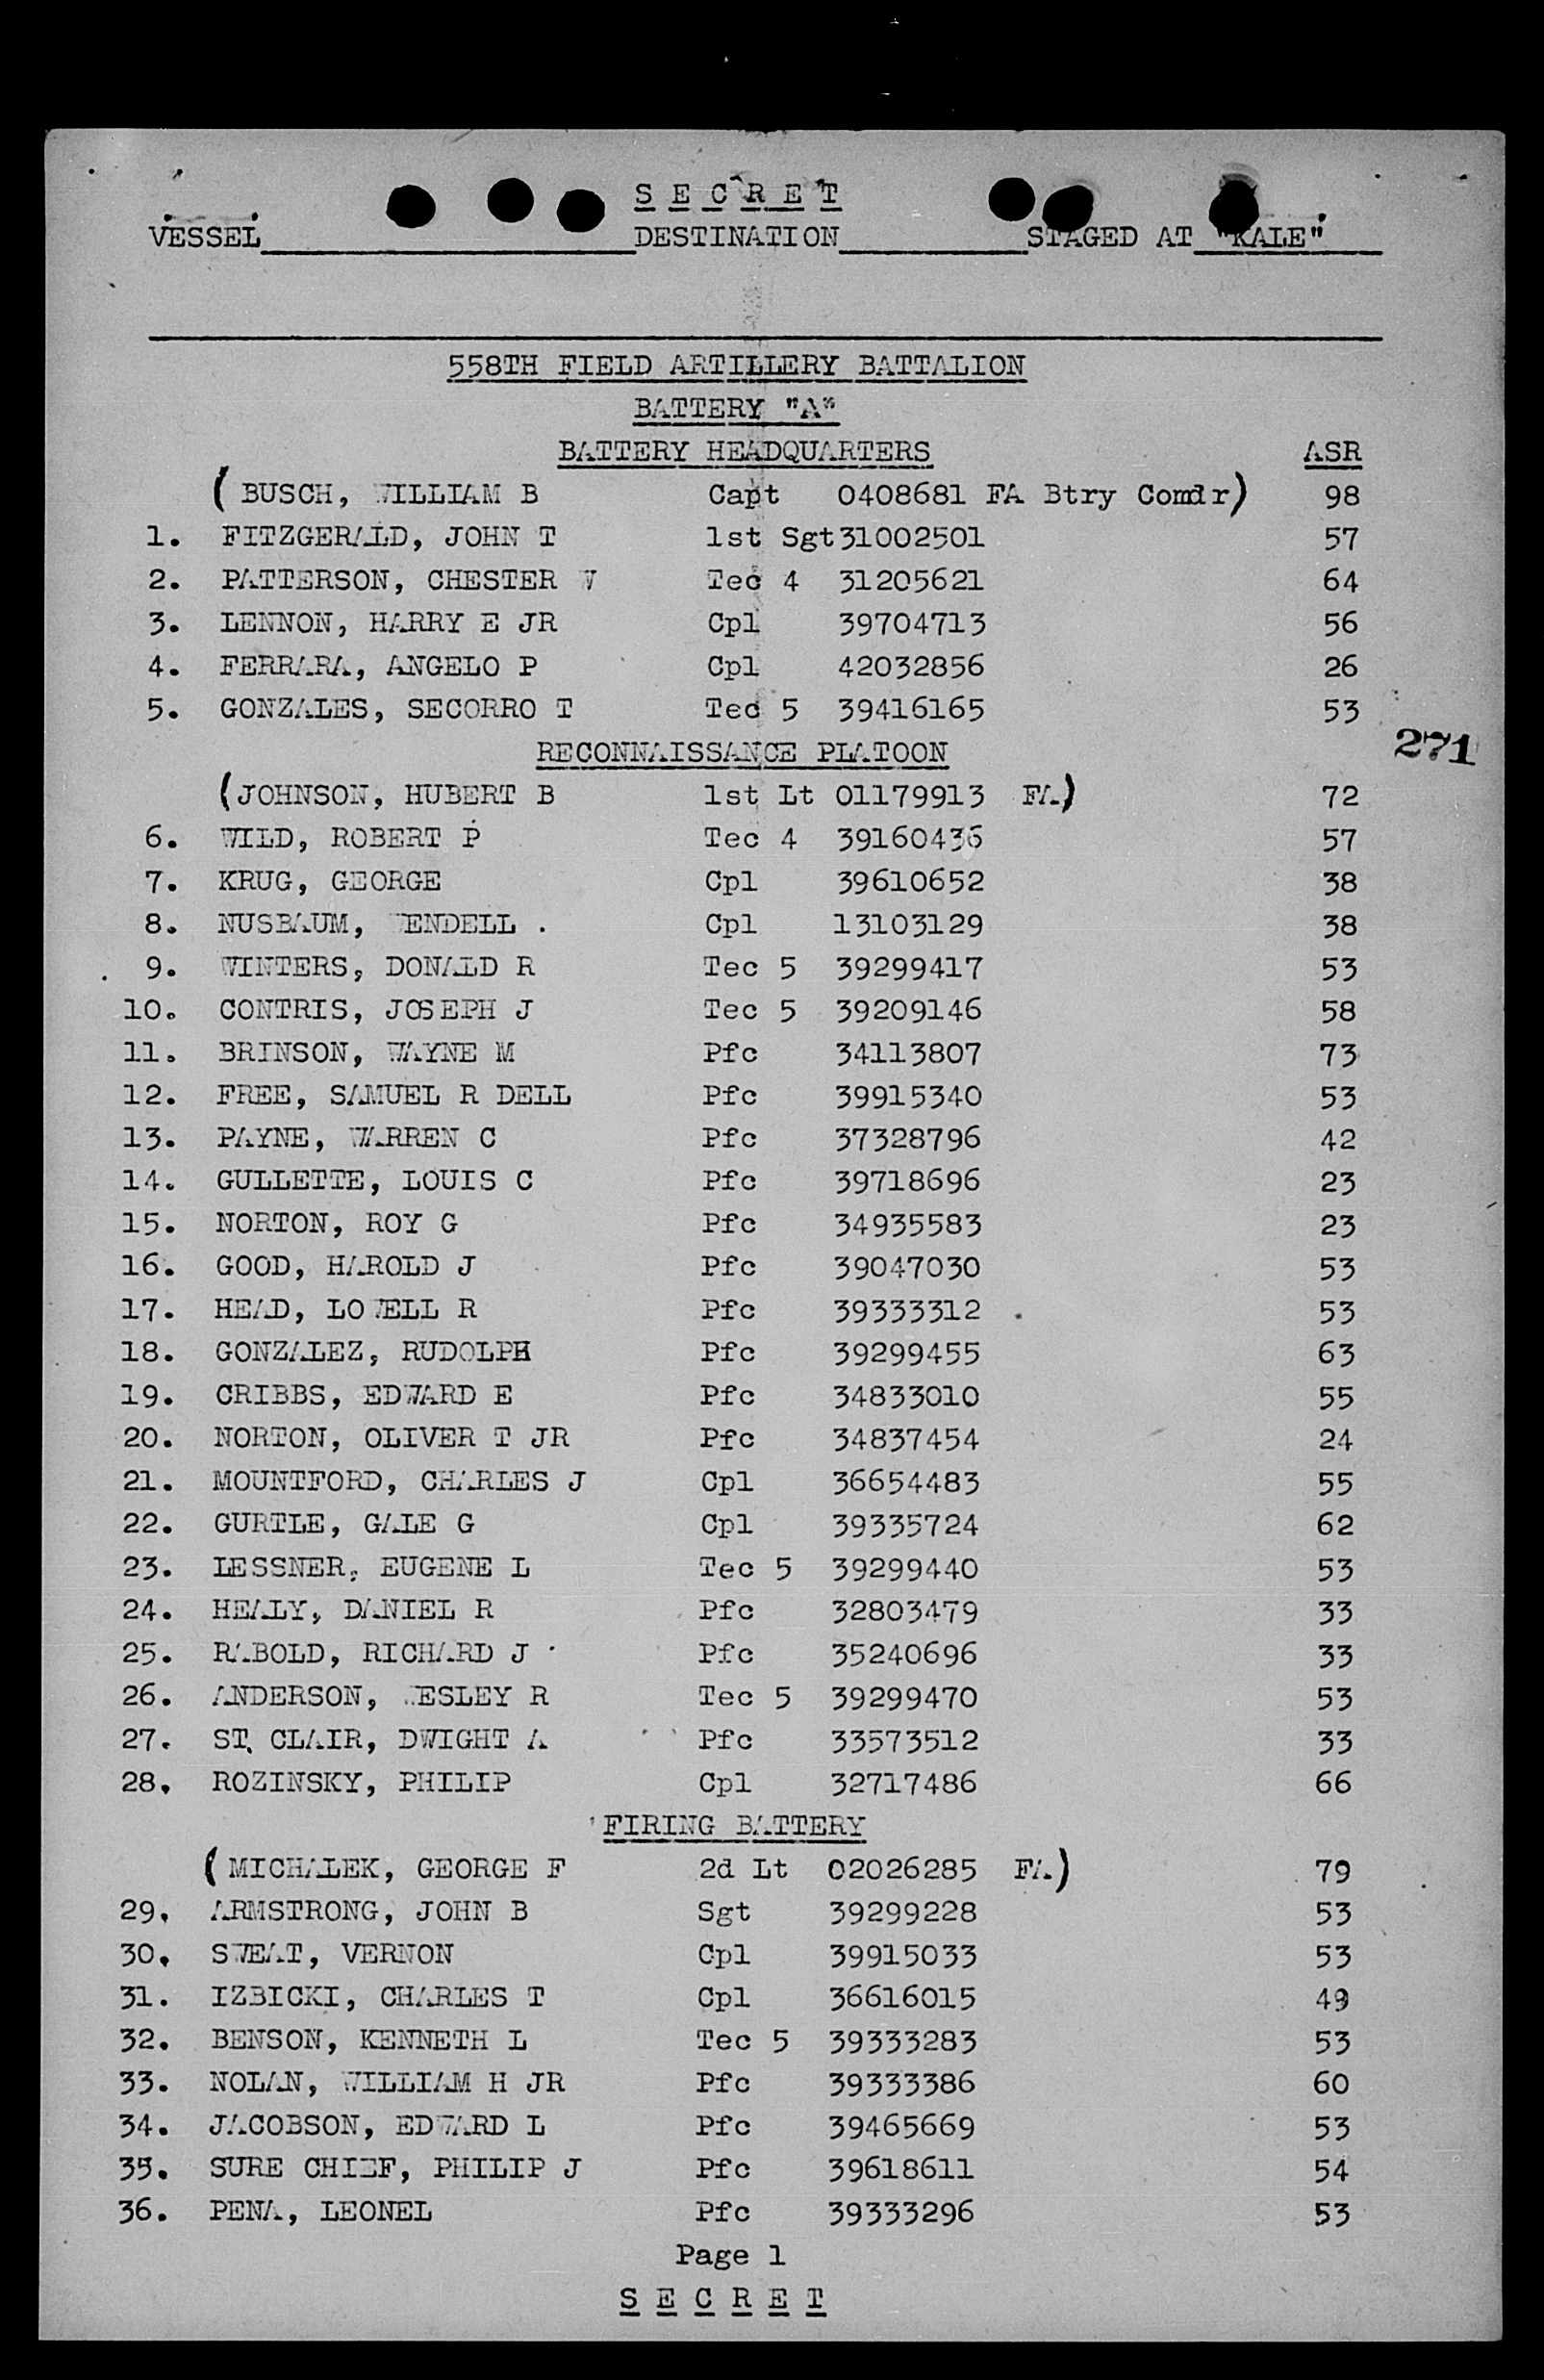 S E C R E T
VESSEL DESTINATION STAGED AT "KALE"
558TH FIELD ARTILLERY BATTALION
BATTERY "A"
BATTERY HEADQUARTERS ASR
( BUSCH, WILLIAM B Capt 0408681 FA Btry Comdr) 98
1. FITZGERALD, JOHN T 1st Sgt 31002501 57
2. PATTERSON, CHESTER W Tec 4 31205621 64
3. LENNON, HARRY E JR Cpl 39704713 56
4. FERRARA, ANGELO P Cpl 42032856 26
5. GONZALES, SECORRO T Tec 5 39416165 53
271
RECONNAISSANCE PLATOON
(JOHNSON, HUBERT B 1st Lt 01179913 FA) 72
6. WILD, ROBERT P Tec 4 39160436 57
7. KRUG, GEORGE Cpl 39610652 38
8. NUSBAUM, WENDELL . Cpl 13103129 38
9. WINTERS, DONALD R Tec 5 39299417 53
10. CONTRIS, JOSEPH J Tec 5 39209146 58
11. BRINSON, WAYNE M Pfc 34113807 73
12. FREE, SAMUEL R DELL Pfc 39915340 53
13. PAYNE, WARREN C Pfc 37328796 42
14. GULLETTE, LOUIS C Pfc 39718696 23
15. NORTON, ROY G Pfc 34935583 23
16. GOOD, HAROLD J Pfc 39047030 53
17. HEAD, LOWELL R Pfc 39333312 53
18. GONZALEZ, RUDOLPH Pfc 39299455 63
19. CRIBBS, EDWARD E Pfc 34833010 55
20. NORTON, OLIVER T JR Pfc 34837454 24
21. MOUNTFORD, CHARLES J Cpl 36654483 55
22. GURTLE, GALE G Cpl 39335724 62
23. LESSNER, EUGENE L Tec 5 39299440 53
24. HEALY, DANIEL R Pfc 32803479 33
25. RABOLD, RICHARD J Pfc 35240696 33
26. ANDERSON, WESLEY R Tec 5 39299470 53
27. ST. CLAIR, DWIGHT A Pfc 33573512 33
28. ROZINSKY, PHILIP Cpl 32717486 66
FIRING BATTERY
( MICHALEK, GEORGE F 2d Lt 02026285 FA) 79
29. ARMSTRONG, JOHN B Sgt 39299228 53
30. SWEAT, VERNON Cpl 39915033 53
31. IZBICKI, CHARLES T Cpl 36616015 49
32. BENSON, KENNETH L Tec 5 39333283 53
33. NOLAN, WILLIAM H JR Pfc 39333386 60
34. JACOBSON, EDWARD L Pfc 39465669 53
35. SURE CHIEF, PHILIP J Pfc 39618611 54
36. PENA, LEONEL Pfc 39333296 53
Page 1
S E C R E T